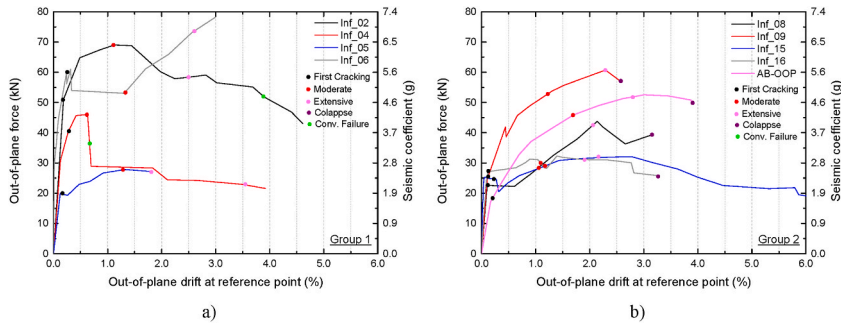 a)
Out-of-plane force (kN)
80
70
60
50
40
30
20
10
0
0.0 1.0 2.0 3.0 4.0 5.0 6.0
Out-of-plane drift at reference point (%)
7.4
6.5
5.6
4.6
3.7
2.8
1.9
0.9
0.0
Seismic coefficient (g)
Inf_02
Inf_04
Inf_05
Inf_06
First Cracking
Moderate
Extensive
Colappse
Conv. Failure
Group 1
b)
Out-of-plane force (kN)
80
70
60
50
40
30
20
10
0
0.0 1.0 2.0 3.0 4.0 5.0 6.0
Out-of-plane drift at reference point (%)
7.4
6.5
5.6
4.6
3.7
2.8
1.9
0.9
0.0
Seismic coefficient (g)
Inf_08
Inf_09
Inf_15
Inf_16
AB-OOP
First Cracking
Moderate
Extensive
Colappse
Conv. Failure
Group 2